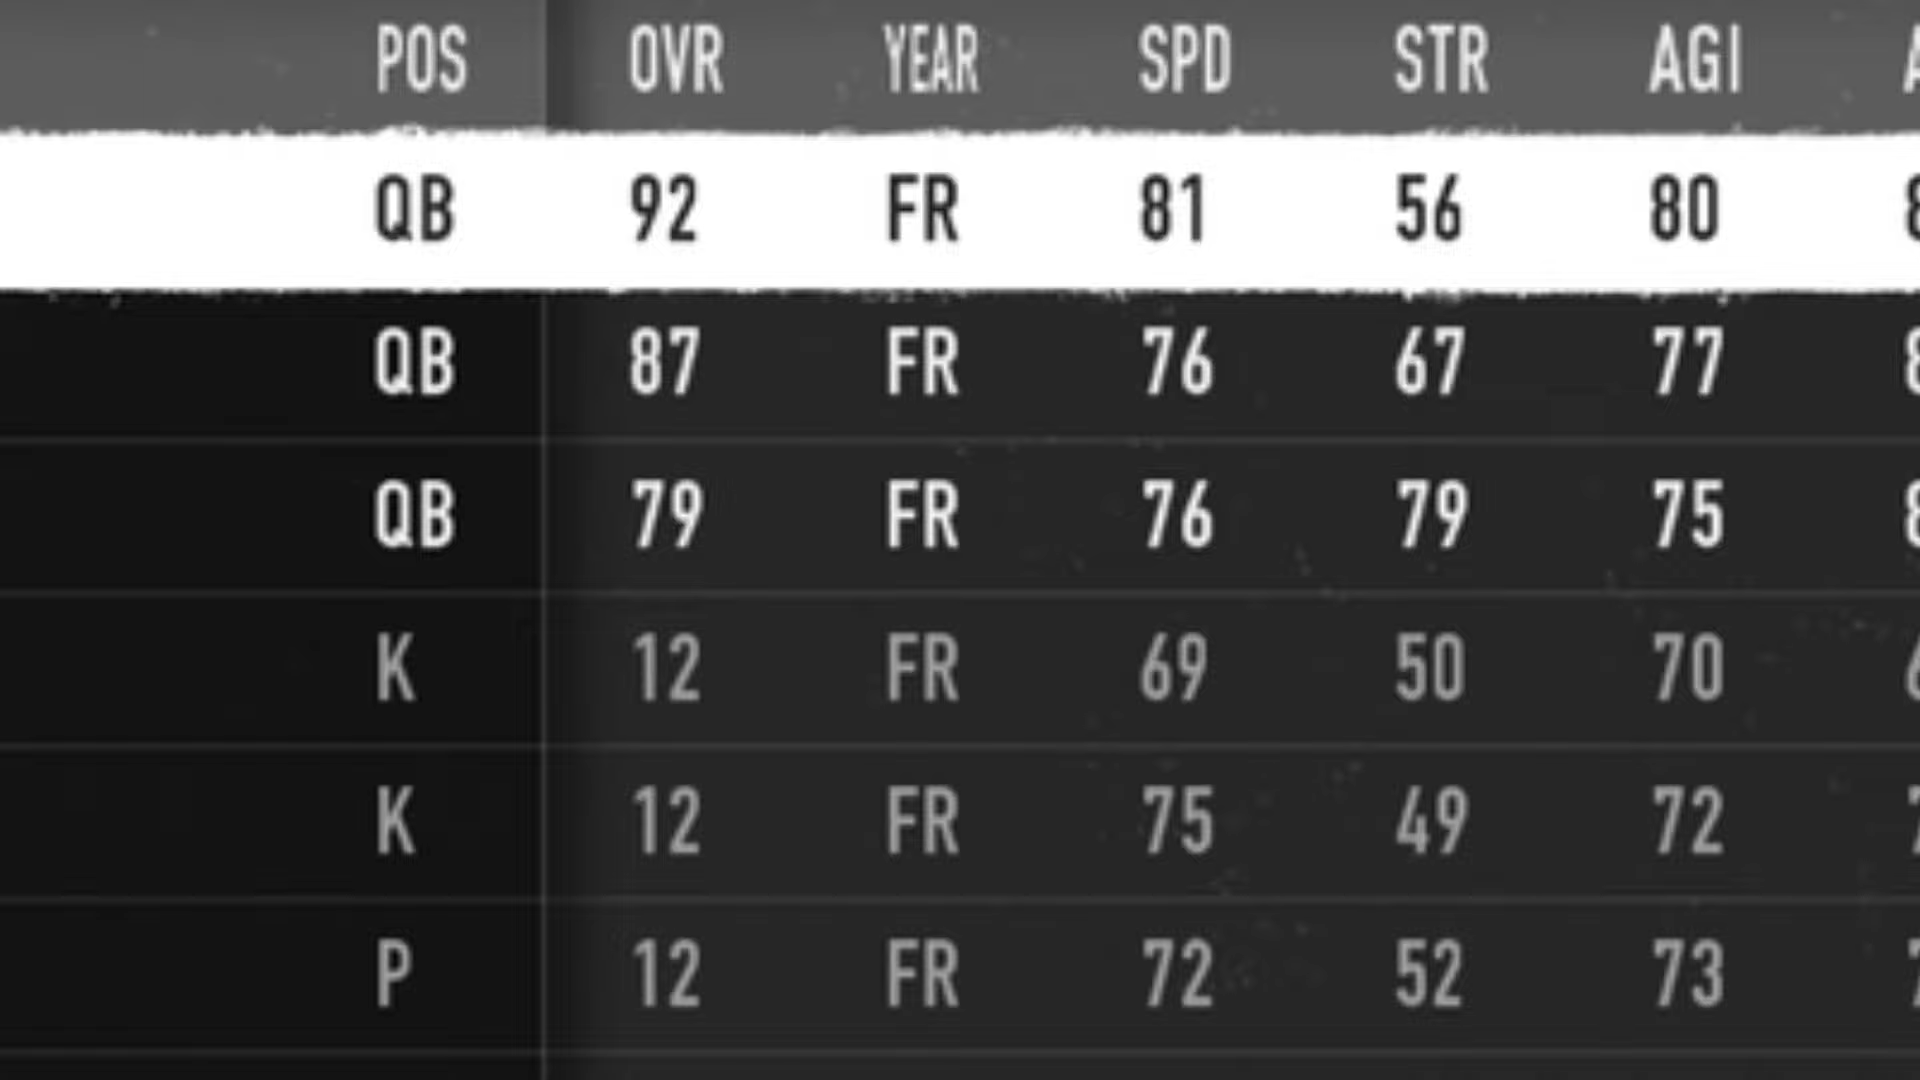 POS OVR YEAR SPD STR AGI
QB 92 FR 81 56 80
QB 87 FR 76 67 77
QB 79 FR 76 79 75
K 12 FR 69 50 70
K 12 FR 75 49 72
P 12 FR 72 52 73